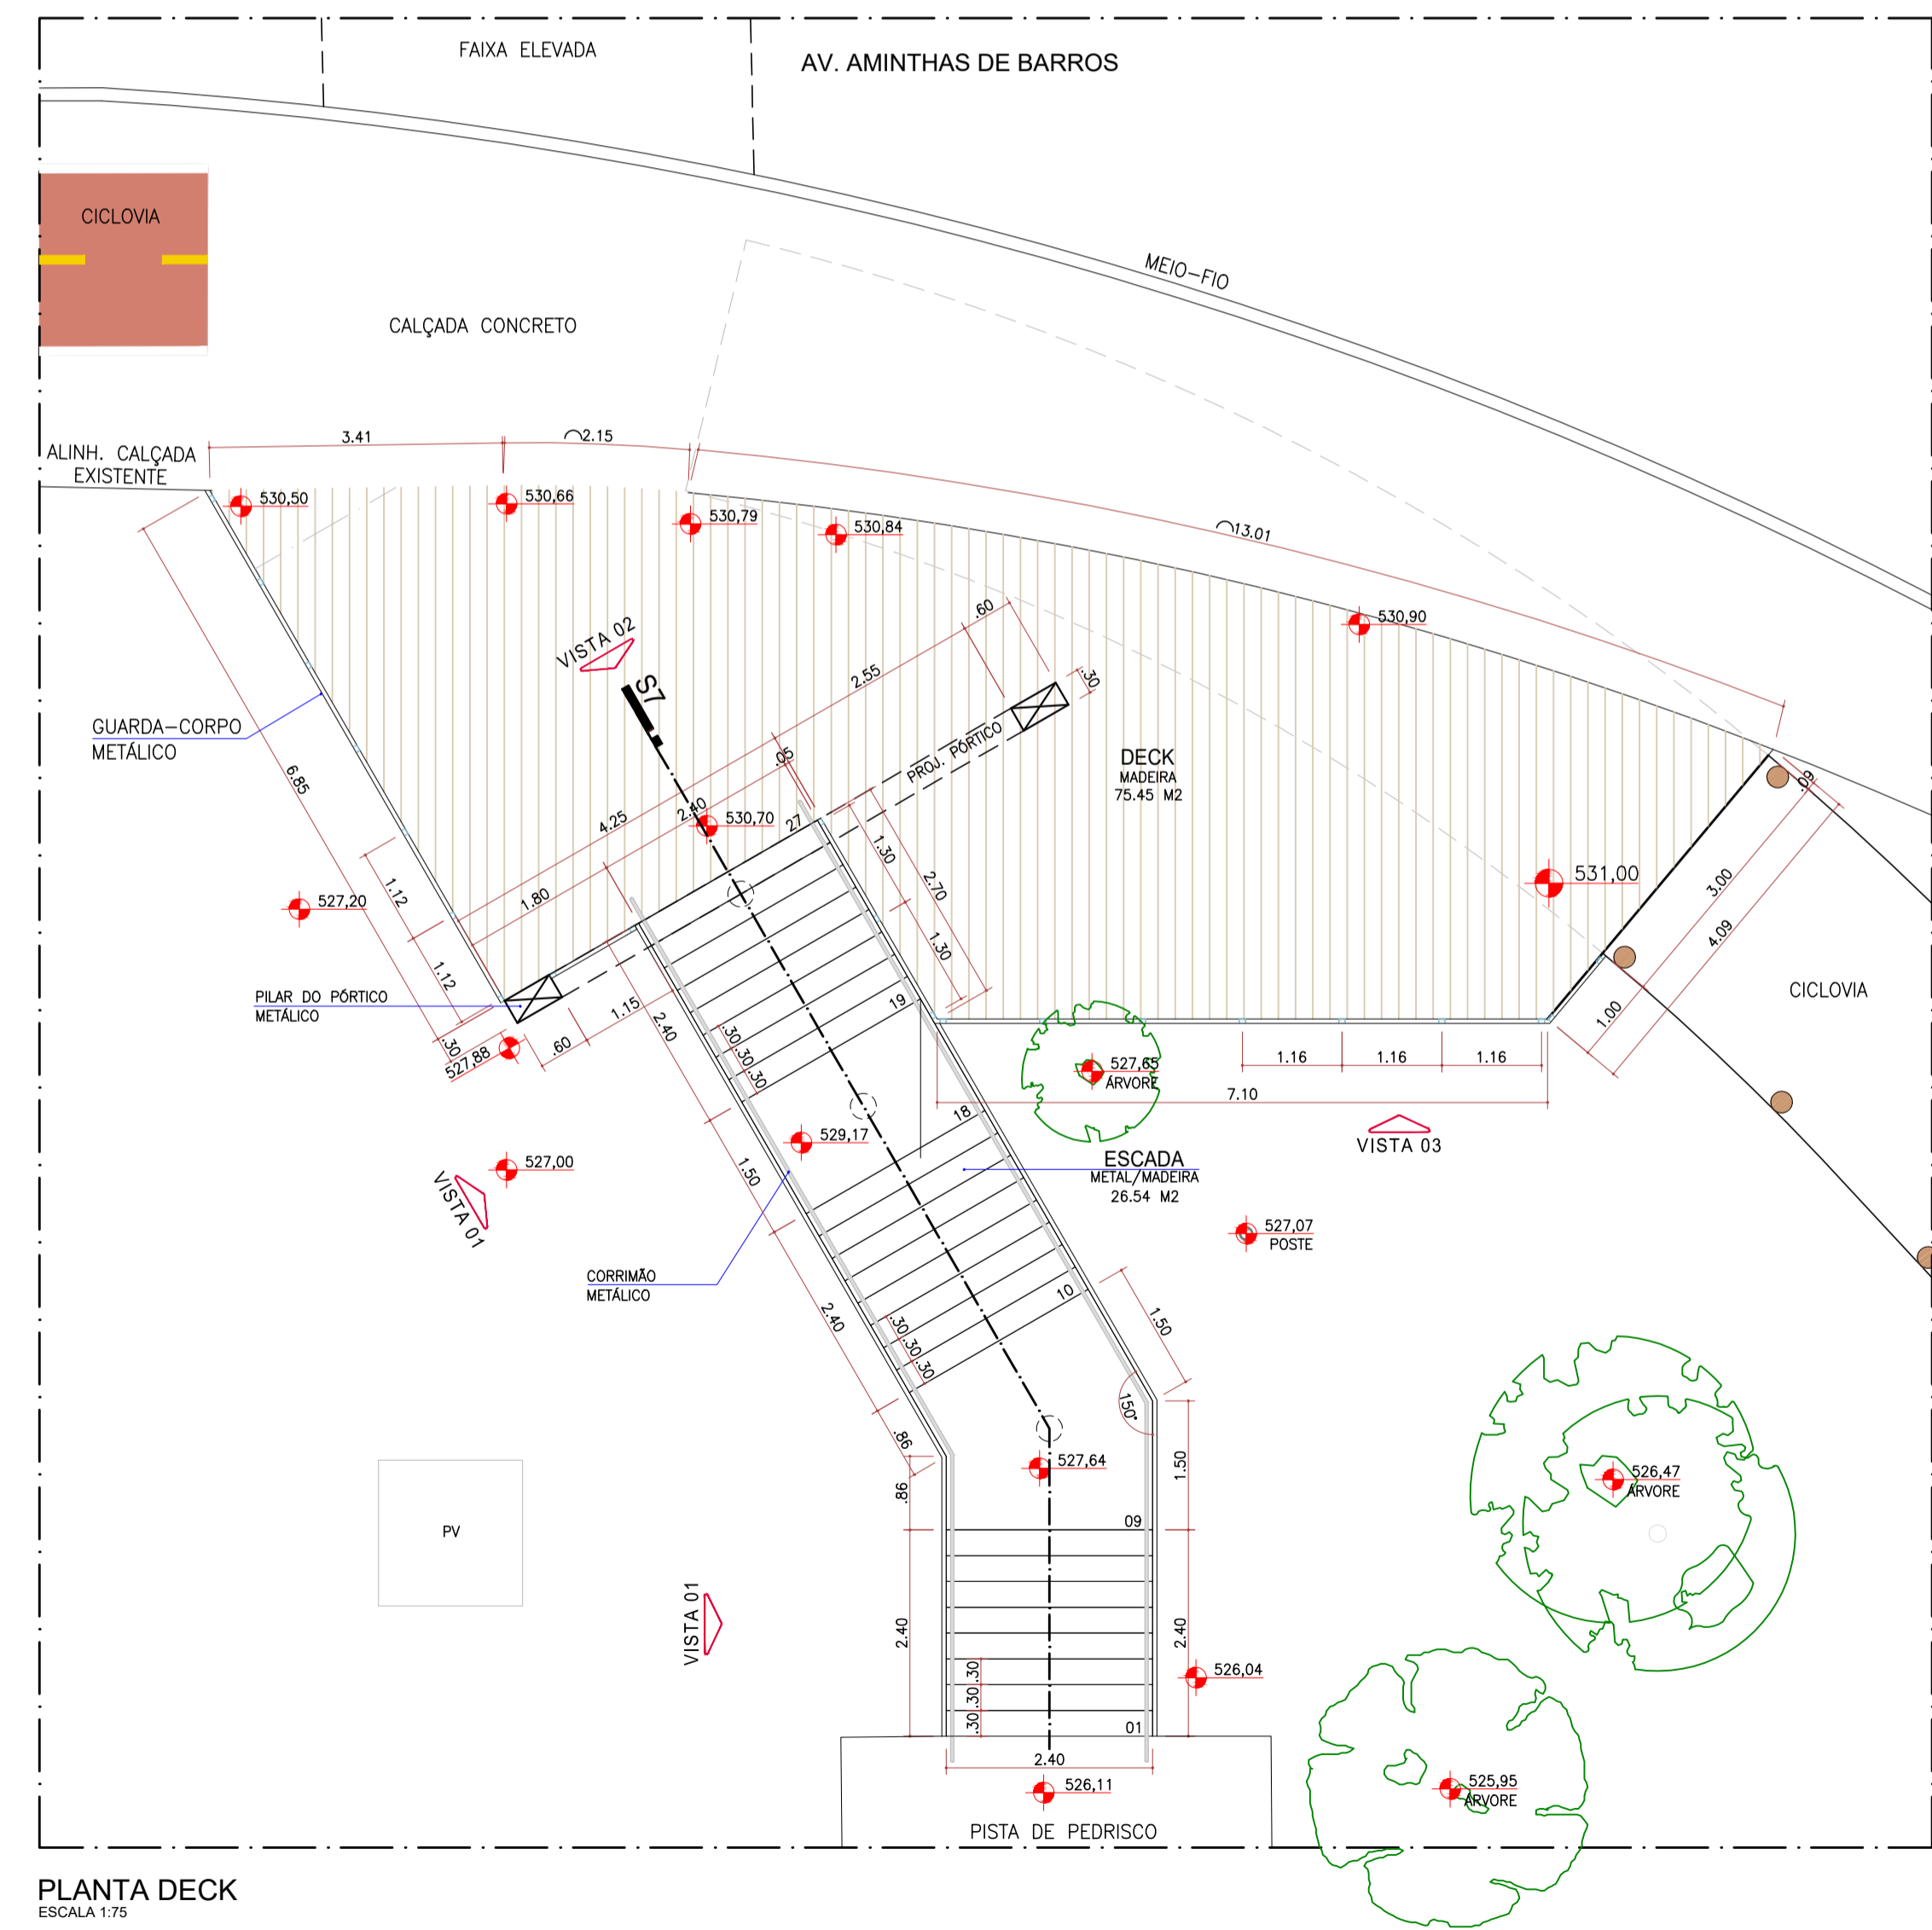 FAIXA ELEVADA
AV. AMINTHAS DE BARROS
CICLOVIA
MEIO-FIO
CALÇADA CONCRETO
ALINH. CALÇADA
EXISTENTE
3.41
2.15
13.01
530,50
530,66
530,79
530,84
530,90
VISTA 02
S7
.60
2.55
.30
GUARDA-CORPO
METÁLICO
6.85
PROJ. PÓRTICO
DECK
MADEIRA
75.45 M2
.05
.09
4.25
2.40
530,70
27
1.30
2.70
1.30
531,00
3.00
4.09
1.00
527,20
1.12
1.12
1.80
PILAR DO PÓRTICO
METÁLICO
.30
527,88
.60
1.15
2.40
19
.30
.30
.30
CICLOVIA
527,65
ÁRVORE
1.16
1.16
1.16
7.10
18
529,17
527,00
VISTA 01
1.50
ESCADA
METAL/MADEIRA
26.54 M2
VISTA 03
527,07
POSTE
CORRIMÃO
METÁLICO
2.40
.30
.30
.30
10
1.50
150°
.86
.86
527,64
1.50
526,47
ÁRVORE
PV
09
VISTA 01
2.40
2.40
.30
.30
.30
526,04
01
2.40
526,11
525,95
ÁRVORE
PISTA DE PEDRISCO
PLANTA DECK
ESCALA 1:75